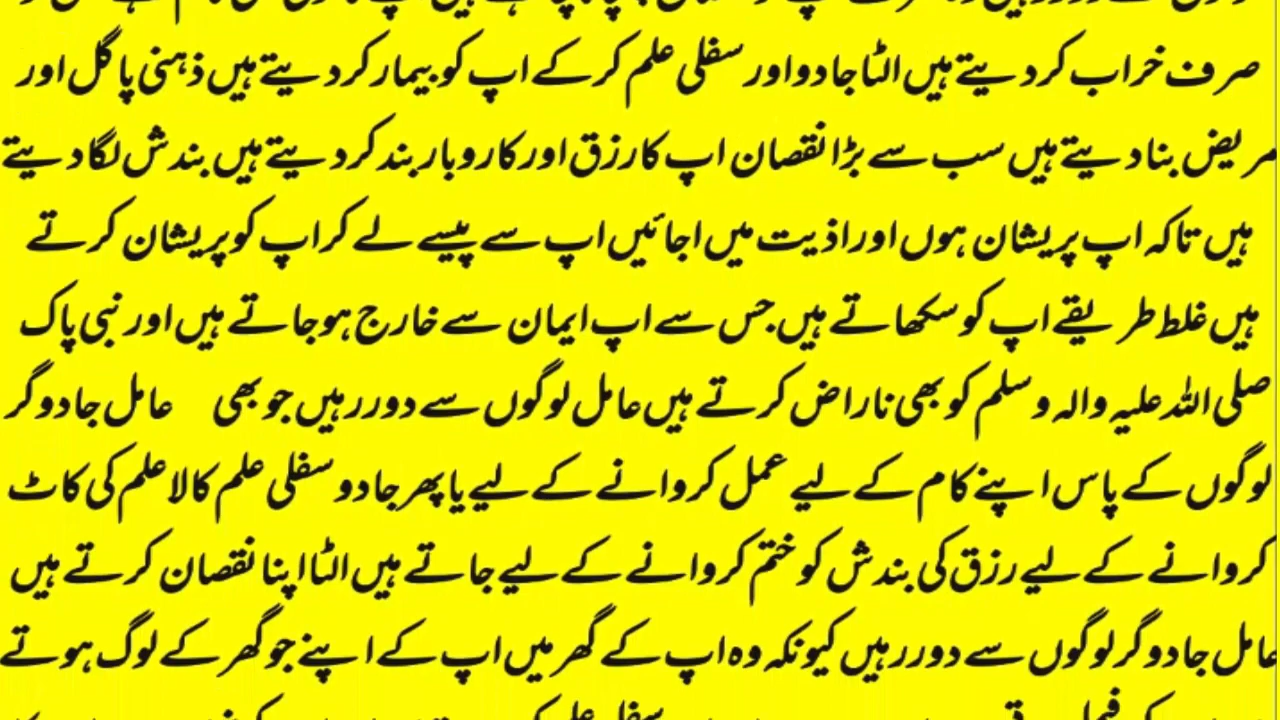 صرف خراب کر دیتے ہیں الٹا جادو اور سفلی علم کر کے اپ کو بیمار کر دیتے ہیں ذہنی پاگل اور
مریض بنا دیتے ہیں سب سے بڑا نقصان اپ کا رزق اور کاروبار بند کر دیتے ہیں بندش لگا دیتے
ہیں تاکہ اپ پریشان ہوں اور اذیت میں اجائیں اپ سے پیسے لے کر اپ کو پریشان کرتے
ہیں غلط طریقے اپ کو سکھاتے ہیں جس سے اپ ایمان سے خارج ہو جاتے ہیں اور نبی پاک
صلی اللہ علیہ والہ وسلم کو بھی ناراض کرتے ہیں عامل لوگوں سے دور رہیں جو بھی عامل جادوگر
لوگوں کے پاس اپنے کام کے لیے عمل کروانے کے لیے یا پھر جادو سفلی علم کالا علم کی کاٹ
کروانے کے لیے رزق کی بندش کو ختم کروانے کے لیے جاتے ہیں الٹا اپنا نقصان کرتے ہیں
عامل جادوگر لوگوں سے دور رہیں کیونکہ وہ اپ کے گھر میں اپ کے اپنے جو گھر کے لوگ ہوتے